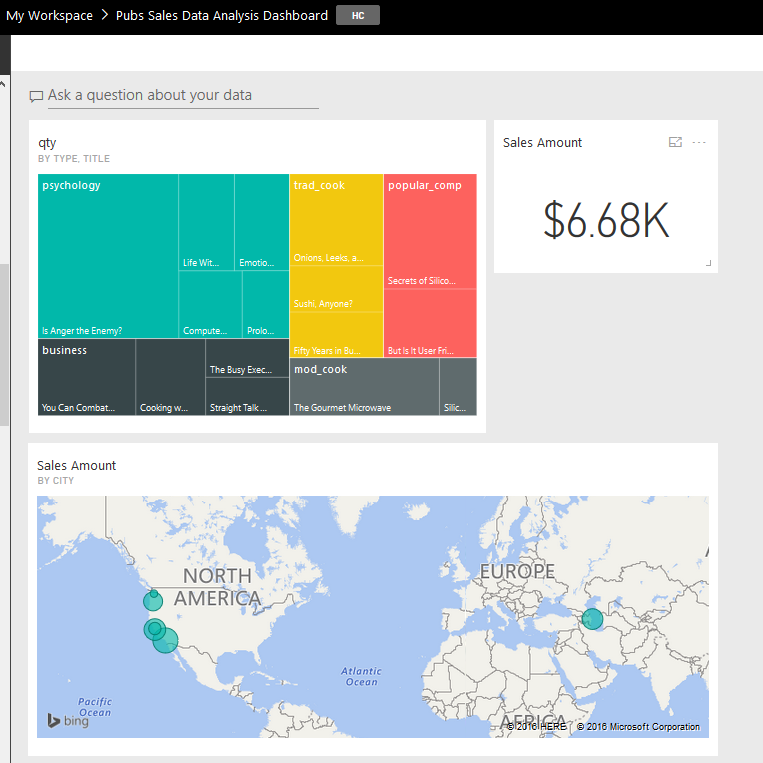 My Workspace > Pubs Sales Data Analysis Dashboard HC
Ask a question about your data
qty
BY TYPE, TITLE
psychology
Life Wit...
Emotio...
Is Anger the Enemy?
Compute...
Prolo...
trad_cook
Onions, Leeks, a...
Sushi, Anyone?
Fifty Years in Bu...
popular_comp
Secrets of Silico...
But Is It User Fri...
business
You Can Combat...
Cooking w...
The Busy Exec...
Straight Talk ...
mod_cook
The Gourmet Microwave
Silic...
Sales Amount
...
$6.68K
Sales Amount
BY CITY
NORTH
AMERICA
EUROPE
Atlantic
Ocean
Pacific
Ocean
AFRICA
bing
© 2016 HERE © 2016 Microsoft Corporation